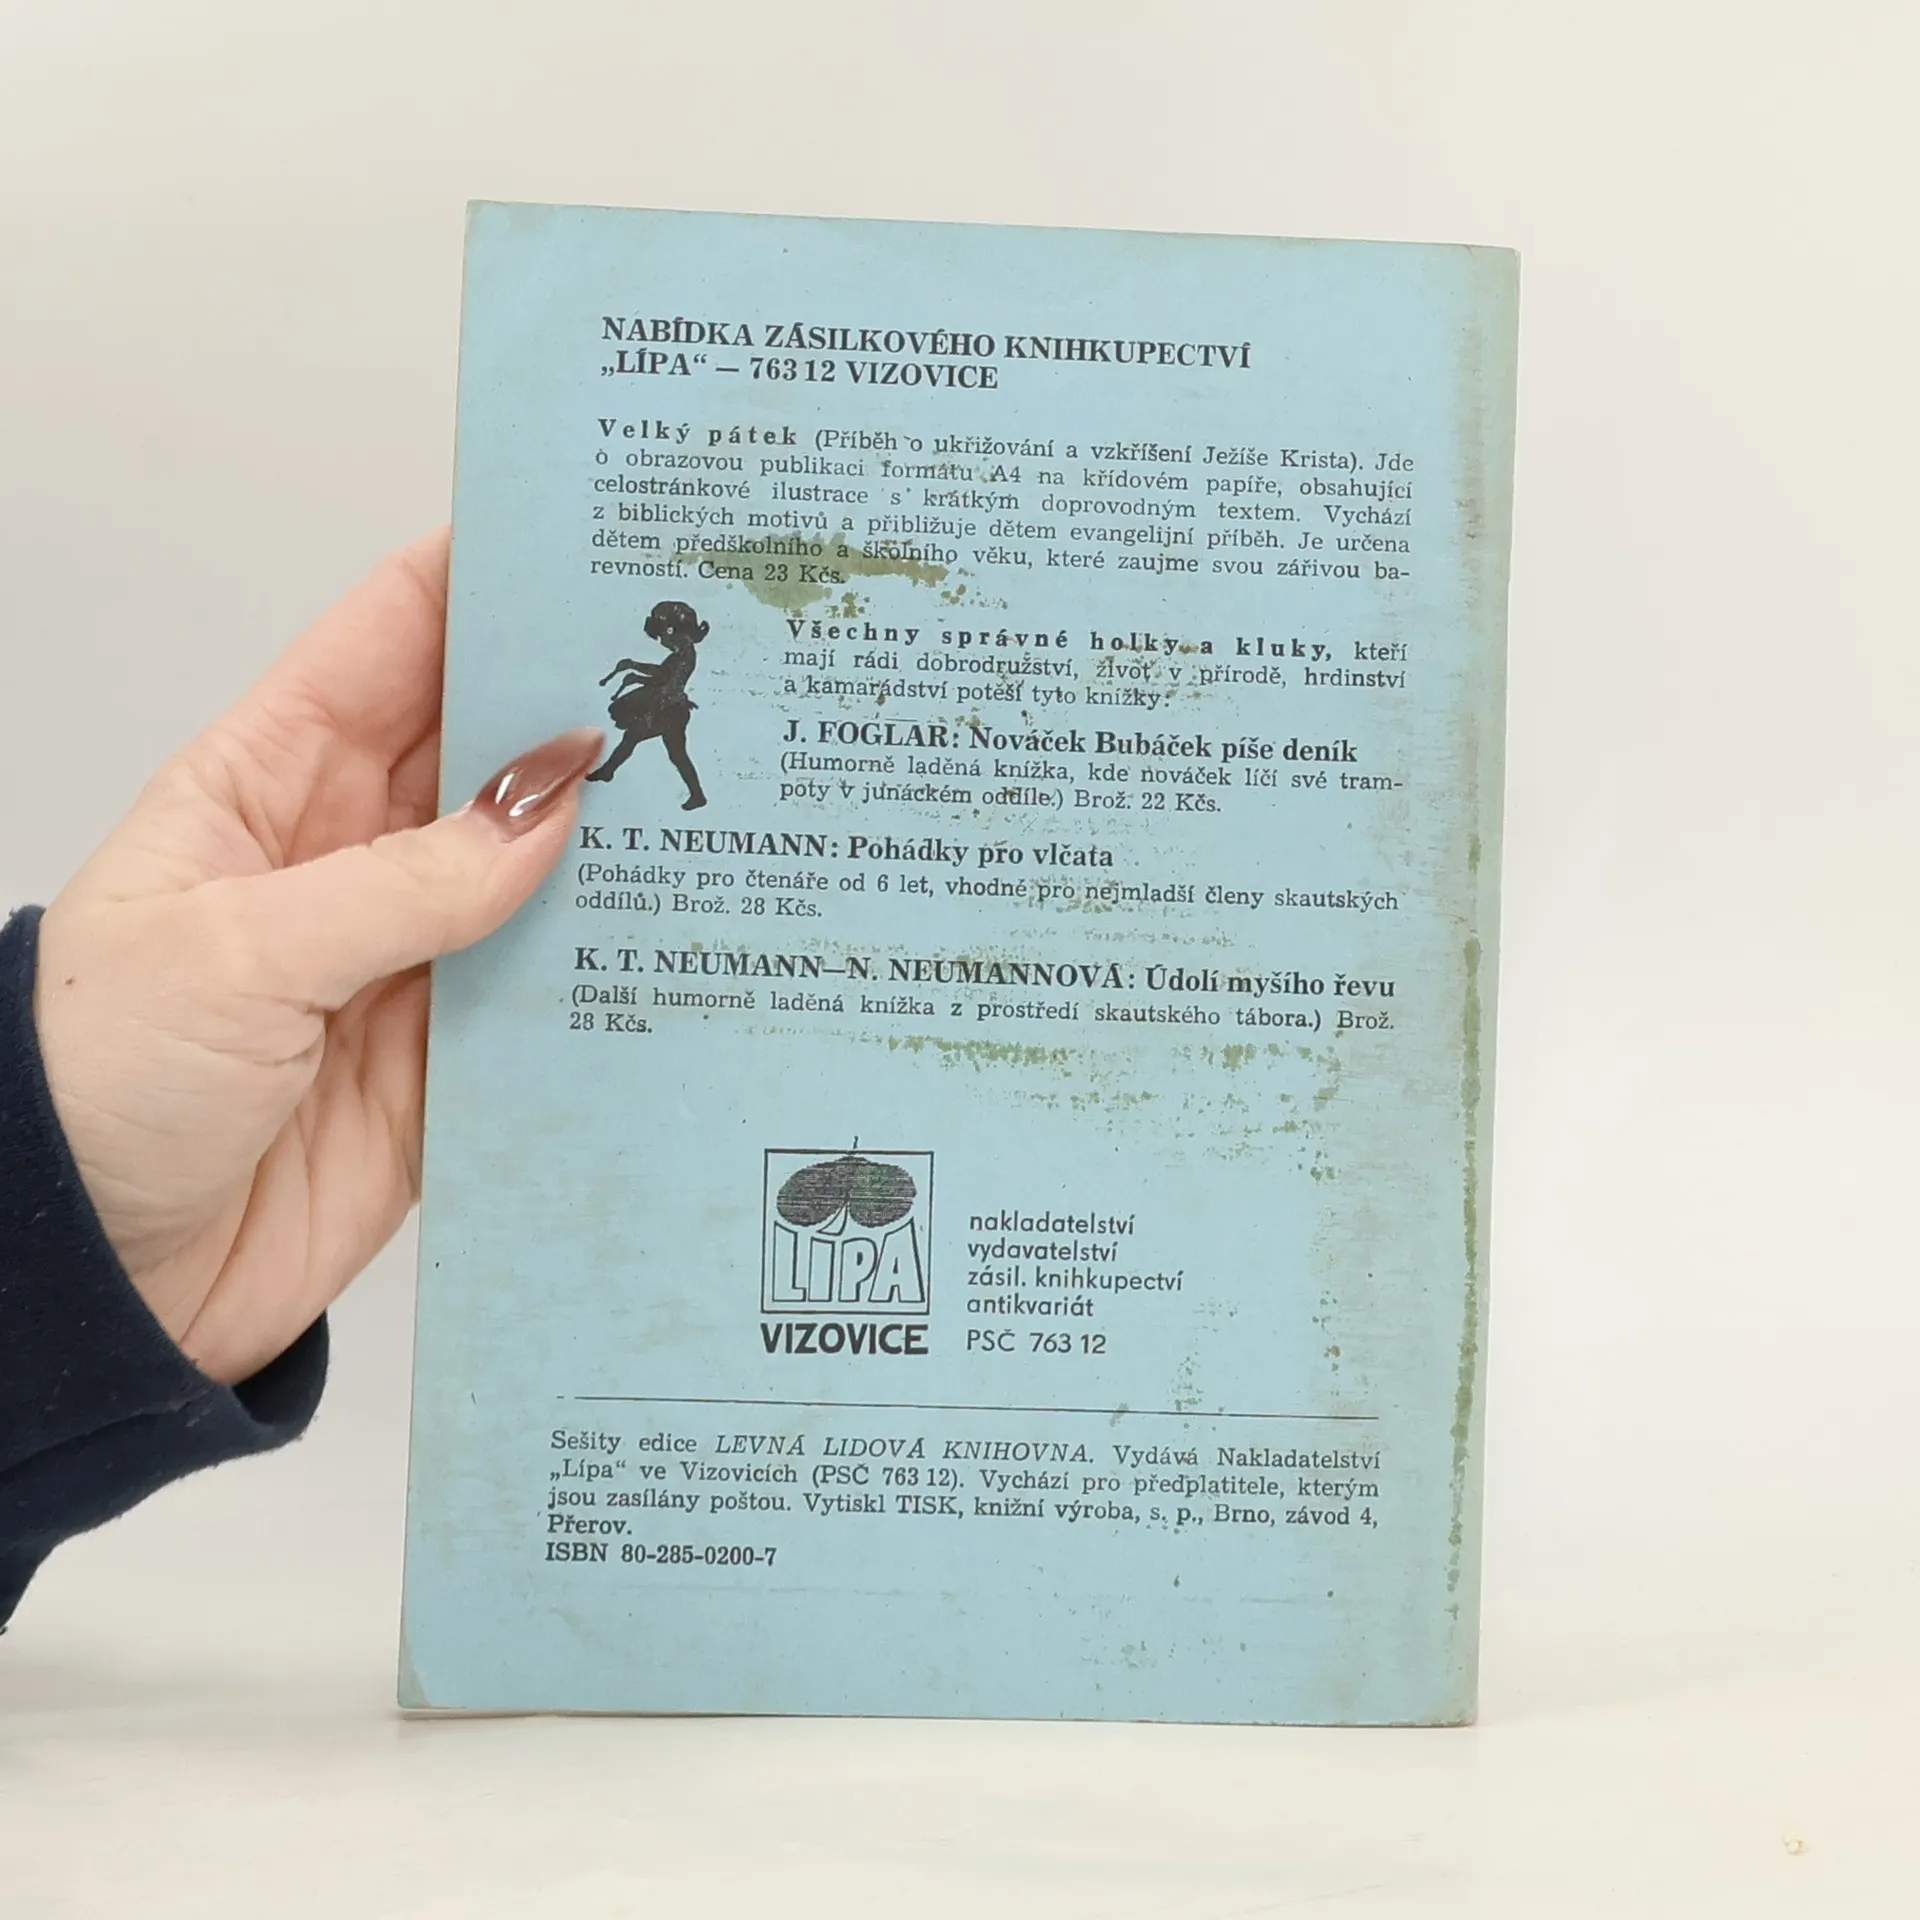 NABÍDKA ZÁSILKOVÉHO KNIHKUPECTVÍ
„LÍPA“ — 763 12 VIZOVICE
Velký pátek (Příběh o ukřižování a vzkříšení Ježíše Krista). Jde
o obrazovou publikaci formátu A4 na křídovém papíře, obsahující
celostránkové ilustrace s krátkým doprovodným textem. Vychází
z biblických motivů a přibližuje dětem evangelijní příběh. Je určena
dětem předškolního a školního věku, které zaujme svou zářivou ba-
revností. Cena 23 Kčs.
Všechny správné holky a kluky, kteří
mají rádi dobrodružství, život v přírodě, hrdinství
a kamarádství potěší tyto knížky:
J. FOGLAR: Nováček Bubáček píše deník
(Humorně laděná knížka, kde nováček líčí své tram-
poty v junáckém oddíle.) Brož. 22 Kčs.
K. T. NEUMANN: Pohádky pro vlčata
(Pohádky pro čtenáře od 6 let, vhodné pro nejmladší členy skautských
oddílů.) Brož. 28 Kčs.
K. T. NEUMANN—N. NEUMANNOVÁ: Údolí myšího řevu
(Další humorně laděná knížka z prostředí skautského tábora.) Brož.
28 Kčs.
LÍPA
VIZOVICE
nakladatelství
vydavatelství
zásil. knihkupectví
antikvariát
PSČ 763 12
Sešity edice LEVNÁ LIDOVÁ KNIHOVNA. Vydává Nakladatelství
„Lípa“ ve Vizovicích (PSČ 763 12). Vychází pro předplatitele, kterým
jsou zasílány poštou. Vytiskl TISK, knižní výroba, s. p., Brno, závod 4,
Přerov.
ISBN 80-285-0200-7